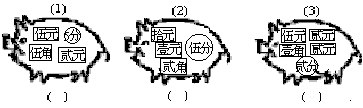 (1) (2) (3)
伍元 分
伍角 贰元
拾元
壹元 伍分
贰角
伍元 贰元
壹角 贰元
贰分
( ) ( ) ( )